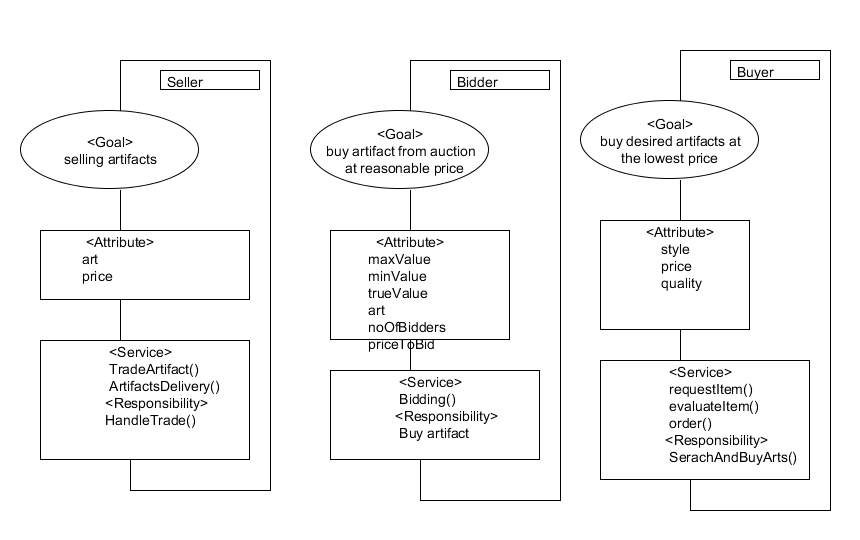 Seller
<Goal>
selling artifacts
<Attribute>
art
price
<Service>
TradeArtifact()
ArtifactsDelivery()
<Responsibility>
HandleTrade()
Bidder
<Goal>
buy artifact from auction
at reasonable price
<Attribute>
maxValue
minValue
trueValue
art
noOfBidders
priceToBid
<Service>
Bidding()
<Responsibility>
Buy artifact
Buyer
<Goal>
buy desired artifacts at
the lowest price
<Attribute>
style
price
quality
<Service>
requestItem()
evaluateItem()
order()
<Responsibility>
SerachAndBuyArts()